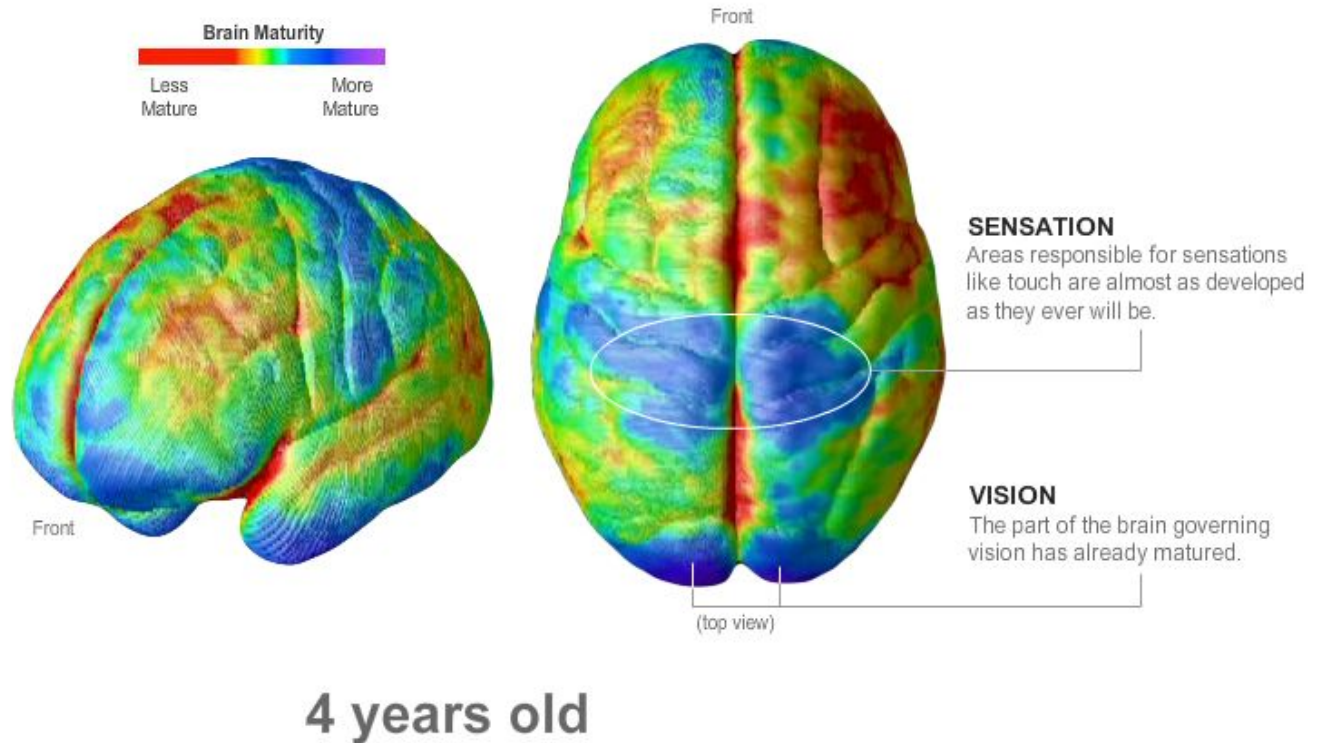 Front
Brain Maturity
Less
Mature
More
Mature
SENSATION
Areas responsible for sensations
like touch are almost as developed
as they ever will be.
Front
VISION
The part of the brain governing
vision has already matured.
(top view)
4 years old